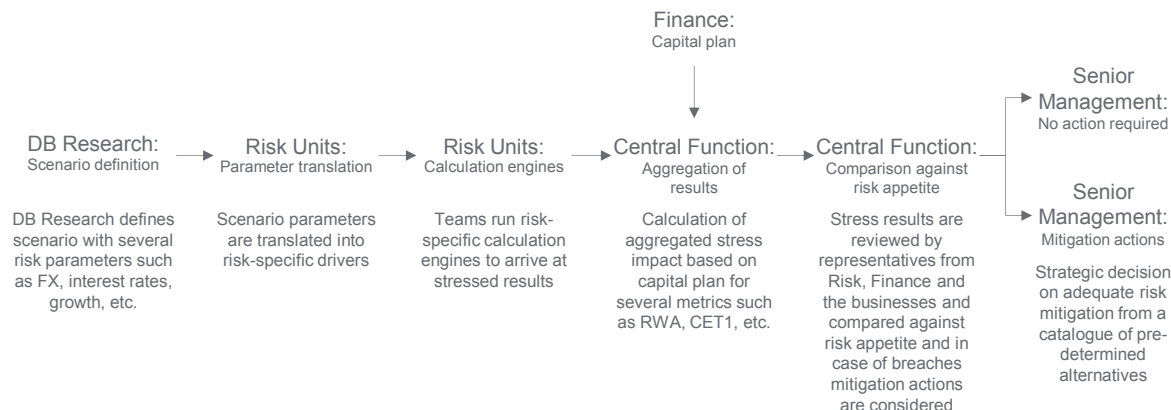 Finance:
Capital plan
DB Research:
Scenario definition
DB Research defines
scenario with several
risk parameters such
as FX, interest rates,
growth, etc.
Risk Units:
Parameter translation
Scenario parameters
are translated into
risk-specific drivers
Risk Units:
Calculation engines
Teams run risk-
specific calculation
engines to arrive at
stressed results
Central Function:
Aggregation of
results
Calculation of
aggregated stress
impact based on
capital plan for
several metrics such
as RWA, CET1, etc.
Central Function:
Comparison against
risk appetite
Stress results are
reviewed by
representatives from
Risk, Finance and
the businesses and
compared against
risk appetite and in
case of breaches
mitigation actions
are considered
Senior
Management:
No action required
Senior
Management:
Mitigation actions
Strategic decision
on adequate risk
mitigation from a
catalogue of pre-
determined
alternatives